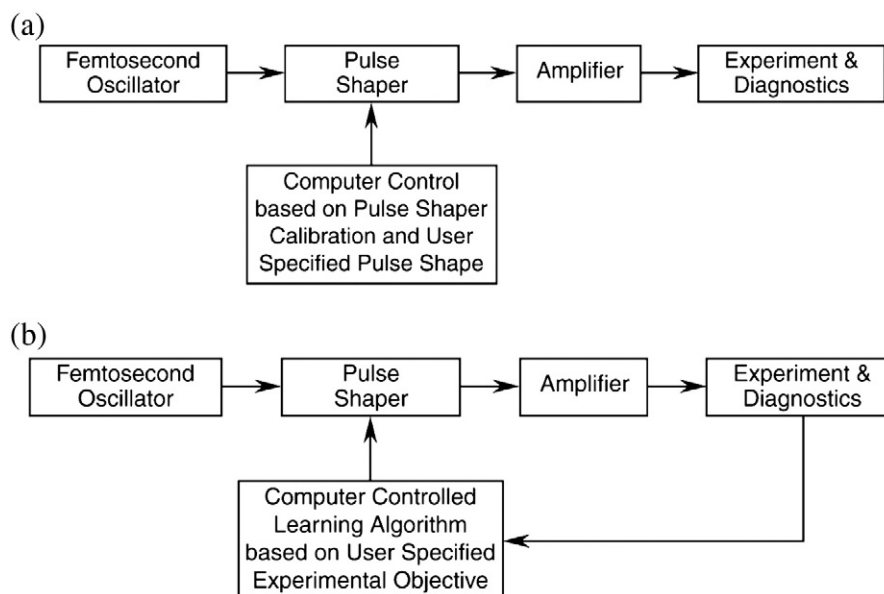 (a)
Femtosecond
Oscillator
Pulse
Shaper
Amplifier
Experiment &
Diagnostics
Computer Control
based on Pulse Shaper
Calibration and User
Specified Pulse Shape
(b)
Femtosecond
Oscillator
Pulse
Shaper
Amplifier
Experiment &
Diagnostics
Computer Controlled
Learning Algorithm
based on User Specified
Experimental Objective